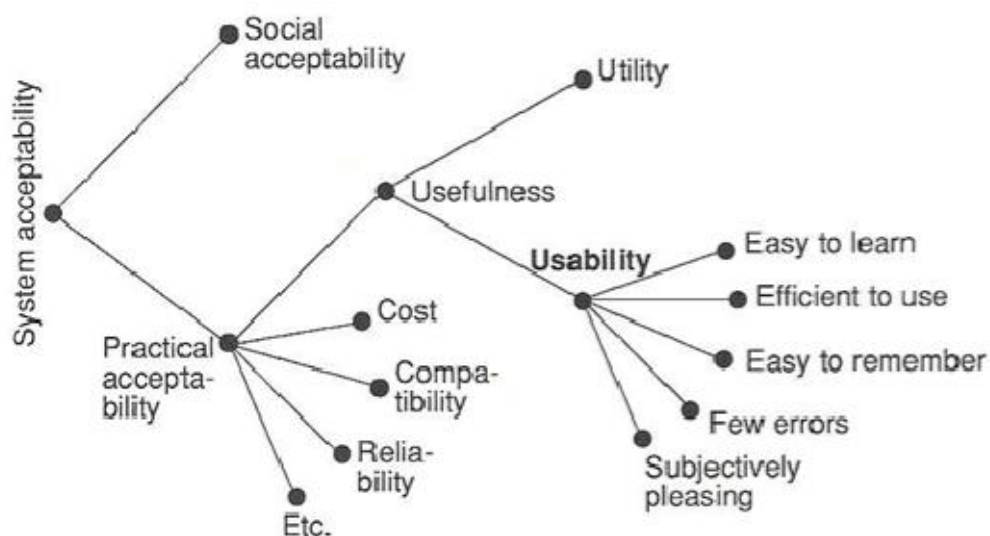 System acceptability
Social
acceptability
Utility
Usefulness
Usability
Easy to learn
Efficient to use
Easy to remember
Few errors
Subjectively
pleasing
Practical
accepta-
bility
Cost
Compa-
tibility
Relia-
bility
Etc.